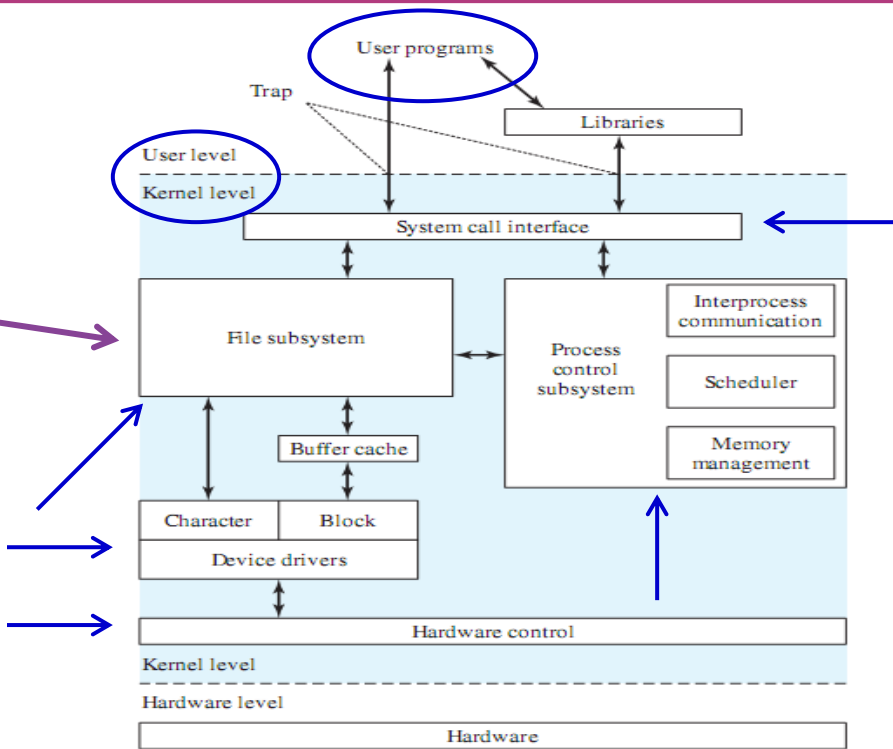 User programs
Trap
Libraries
User level
Kernel level
System call interface
File subsystem
Process
control
subsystem
Interprocess
communication
Scheduler
Memory
management
Buffer cache
Character
Block
Device drivers
Hardware control
Kernel level
Hardware level
Hardware